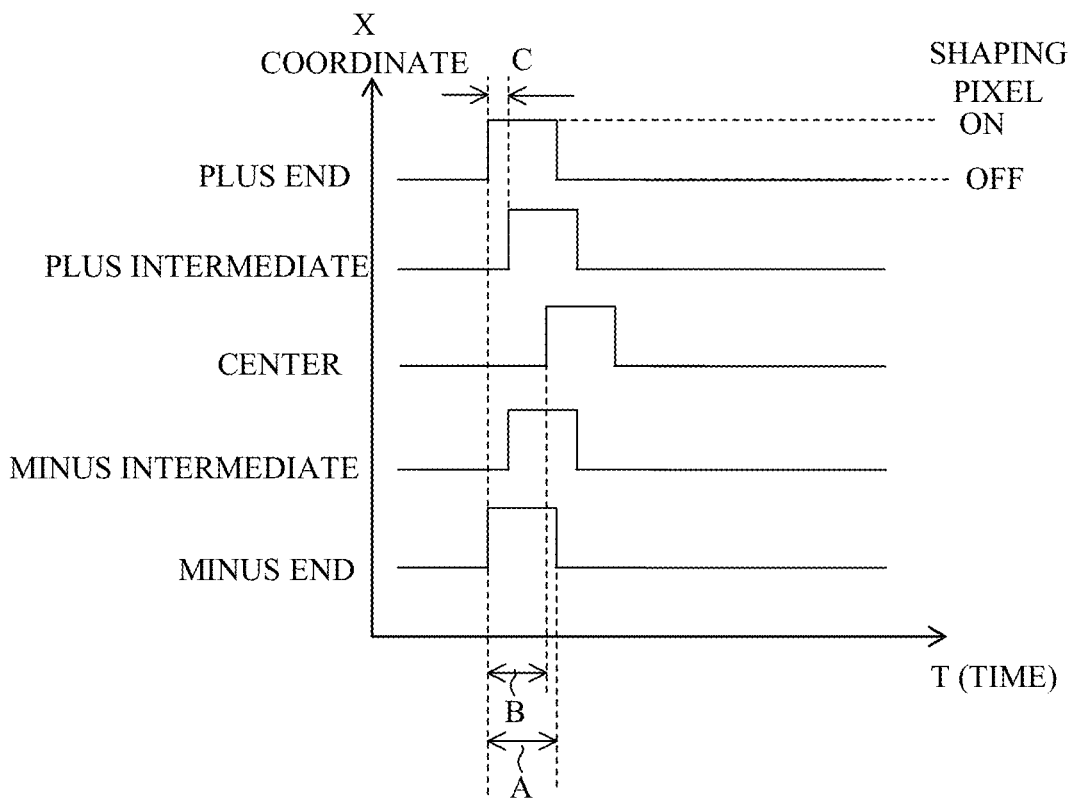 X
COORDINATE
C
SHAPING
PIXEL
ON
PLUS END
OFF
PLUS INTERMEDIATE
CENTER
MINUS INTERMEDIATE
MINUS END
T (TIME)
B
A